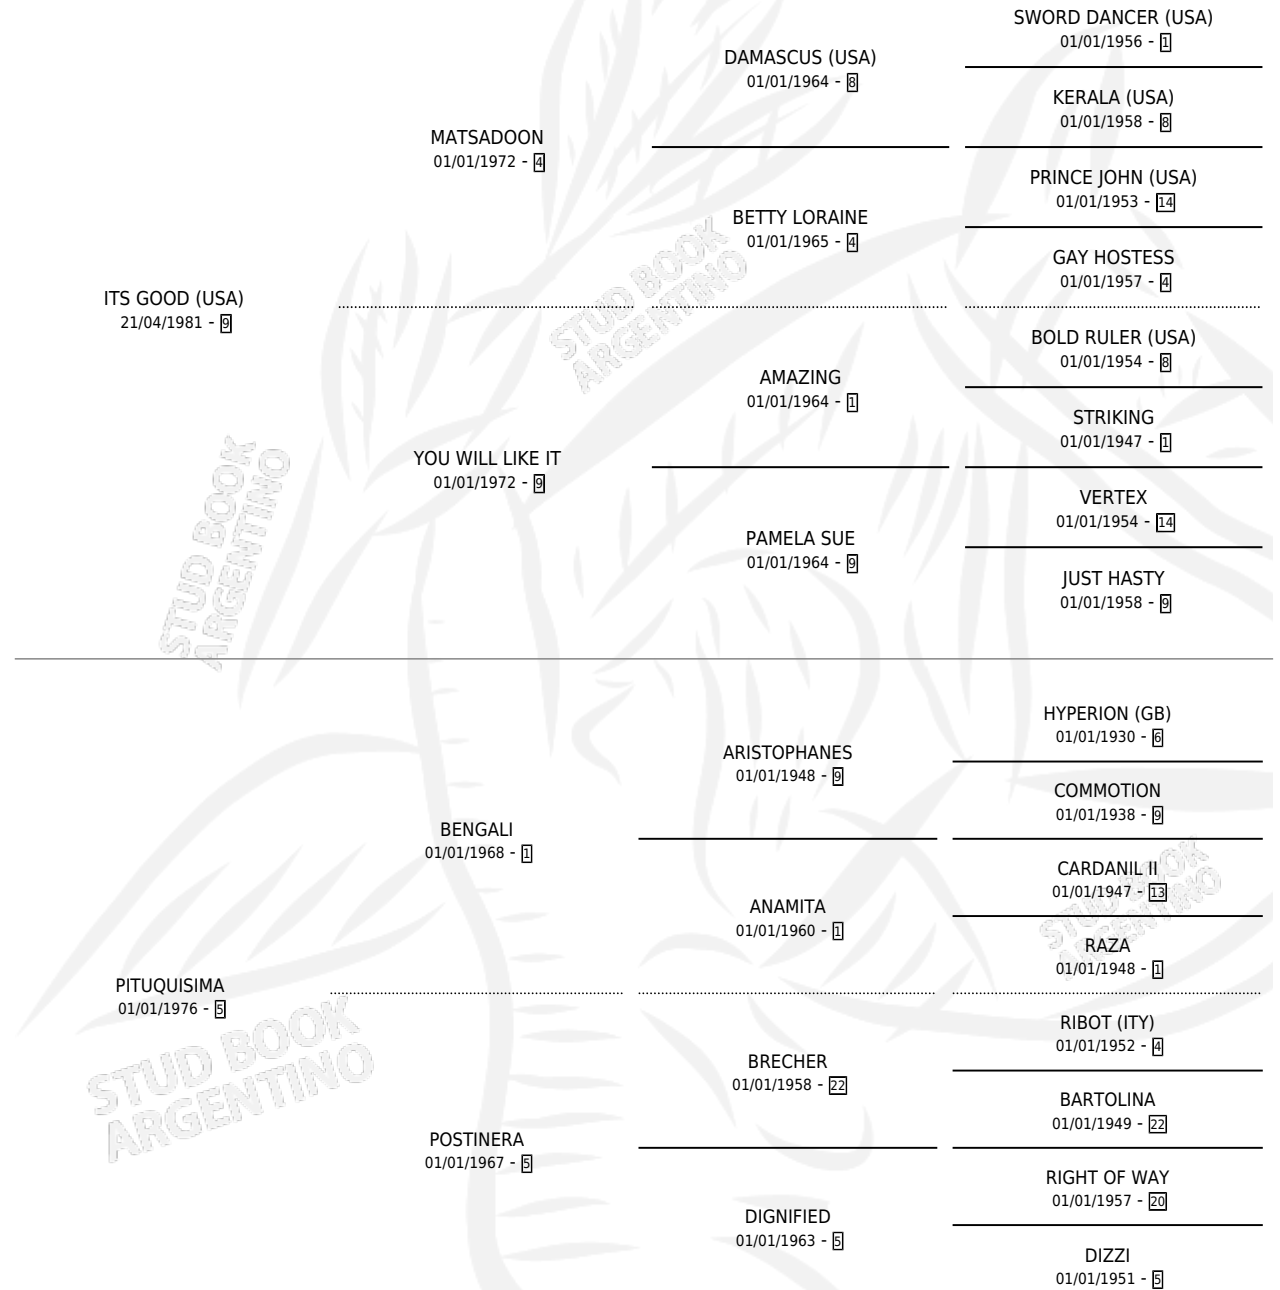 SWORD DANCER (USA)
01/01/1956 - 1
DAMASCUS (USA)
01/01/1964 - 8
KERALA (USA)
01/01/1958 - 8
MATSADOON
01/01/1972 - 4
PRINCE JOHN (USA)
01/01/1953 - 14
BETTY LORAINE
01/01/1965 - 4
GAY HOSTESS
01/01/1957 - 4
ITS GOOD (USA)
21/04/1981 - 9
BOLD RULER (USA)
01/01/1954 - 8
AMAZING
01/01/1964 - 1
STRIKING
01/01/1947 - 1
YOU WILL LIKE IT
01/01/1972 - 9
VERTEX
01/01/1954 - 14
PAMELA SUE
01/01/1964 - 9
JUST HASTY
01/01/1958 - 9
HYPERION (GB)
01/01/1930 - 6
ARISTOPHANES
01/01/1948 - 9
COMMOTION
01/01/1938 - 9
BENGALI
01/01/1968 - 1
CARDANIL II
01/01/1947 - 13
ANAMITA
01/01/1960 - 1
RAZA
01/01/1948 - 1
PITUQUISIMA
01/01/1976 - 5
RIBOT (ITY)
01/01/1952 - 4
BRECHER
01/01/1958 - 22
BARTOLINA
01/01/1949 - 22
POSTINERA
01/01/1967 - 5
RIGHT OF WAY
01/01/1957 - 20
DIGNIFIED
01/01/1963 - 5
DIZZI
01/01/1951 - 5
STUD BOOK
ARGENTINO
STUD BOOK
ARGENTINO
STUD BOOK
ARGENTINO
STUD BOOK
ARGENTINO